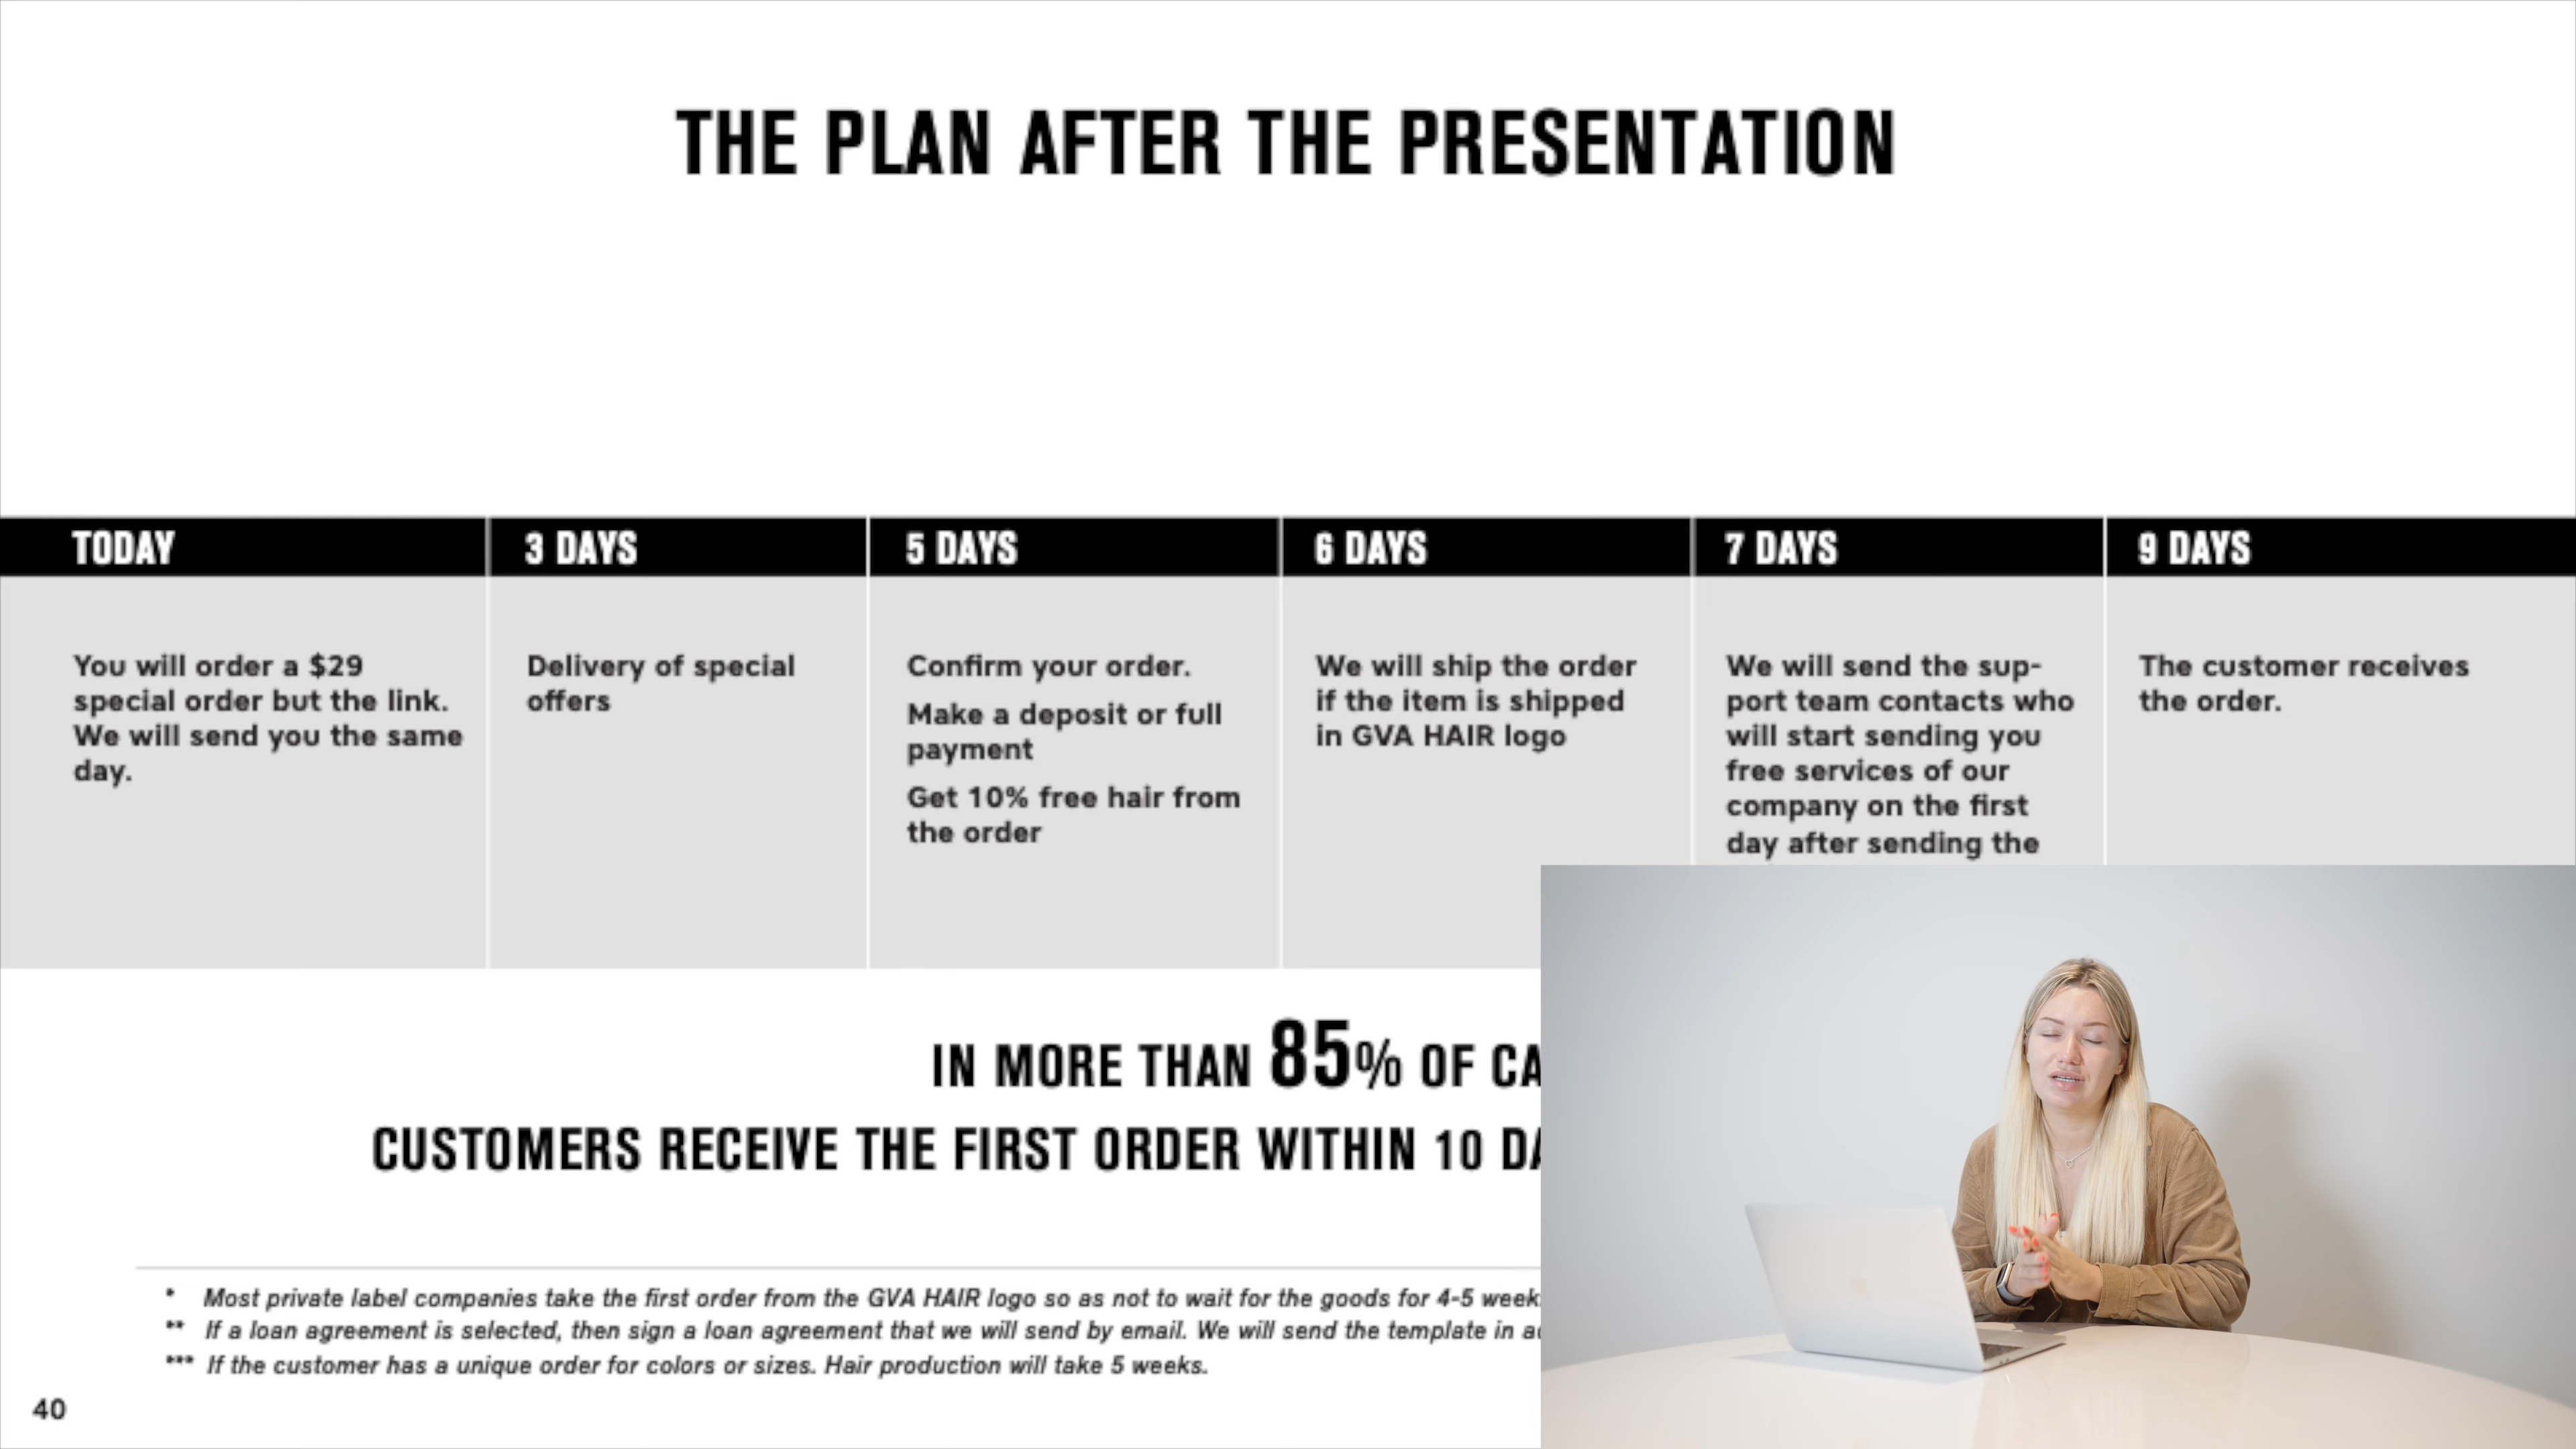 THE PLAN AFTER THE PRESENTATION
TODAY
You will order a $29
special order but the link.
We will send you the same
day.
3 DAYS
Delivery of special
offers
5 DAYS
Confirm your order.
Make a deposit or full
payment
Get 10% free hair from
the order
6 DAYS
We will ship the order
if the item is shipped
in GVA HAIR logo
7 DAYS
We will send the sup-
port team contacts who
will start sending you
free services of our
company on the first
day after sending the
9 DAYS
The customer receives
the order.
IN MORE THAN 85% OF
CUSTOMERS RECEIVE THE FIRST ORDER WITHIN 10
* Most private label companies take the first order from the GVA HAIR logo so as not to wait for the goods for 4-5
** If a loan agreement is selected, then sign a loan agreement that we will send by email. We will send the template in
*** If the customer has a unique order for colors or sizes. Hair production will take 5 weeks.
40